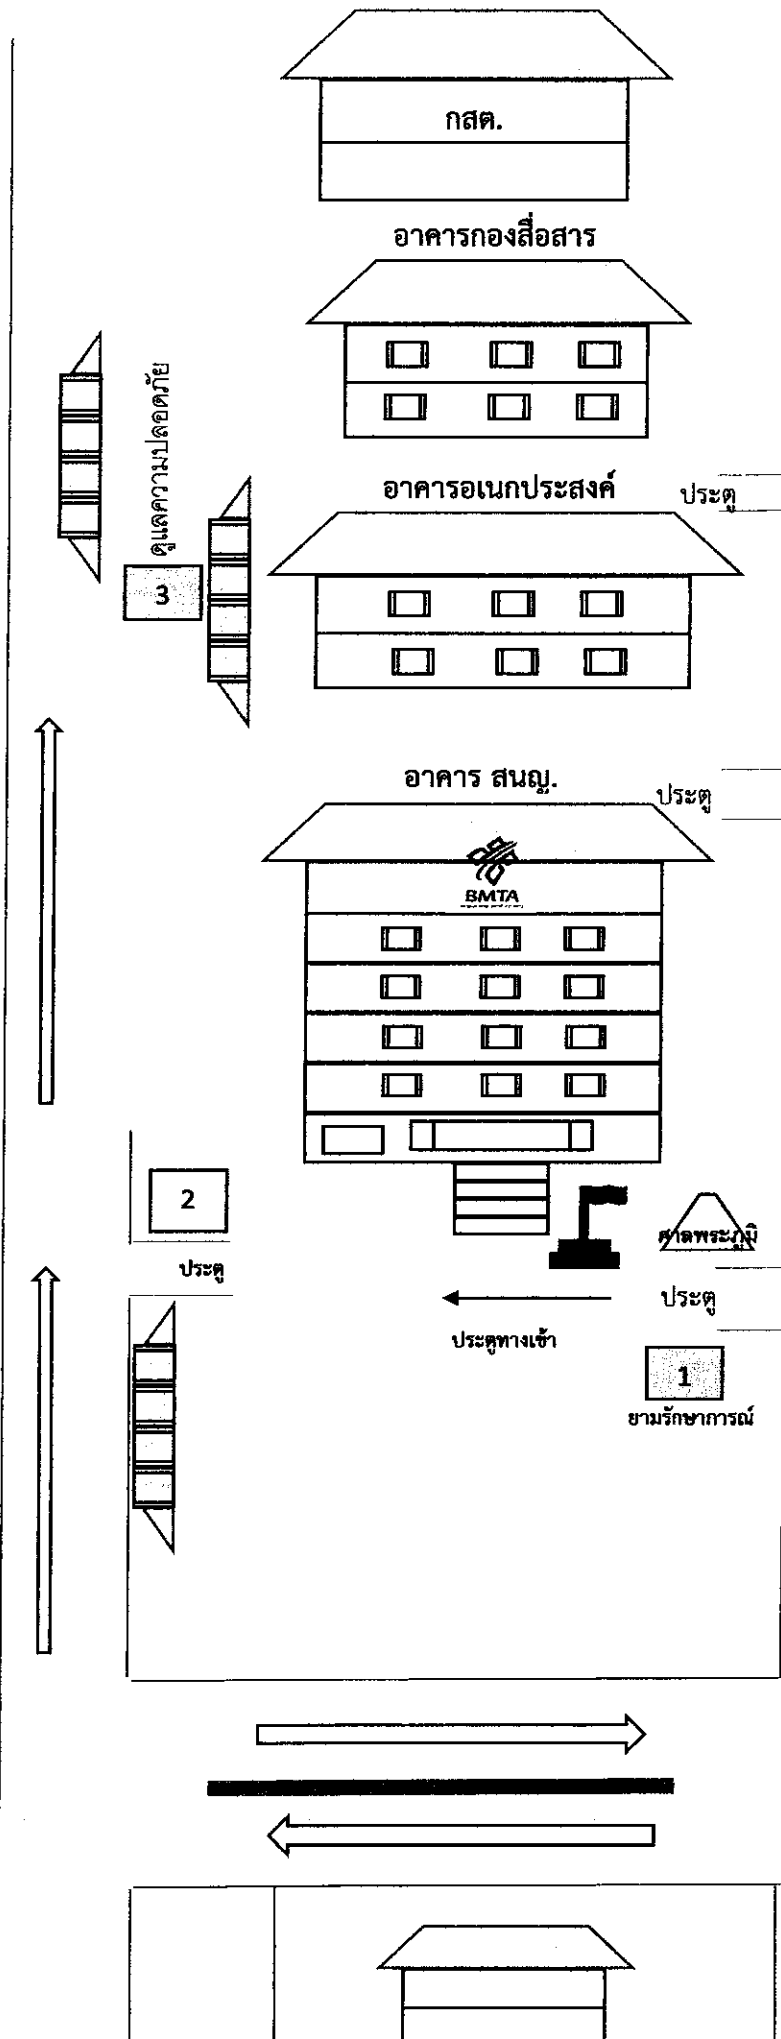 กสต.
อาคารกองสื่อสาร
ดูแลความปลอดภัย
3
อาคารอเนกประสงค์
ประตู
อาคาร สนญ.
ประตู
BMTA
2
ประตู
ศาลพระภูมิ
ประตู
ประตูทางเข้า
1
ยามรักษาการณ์